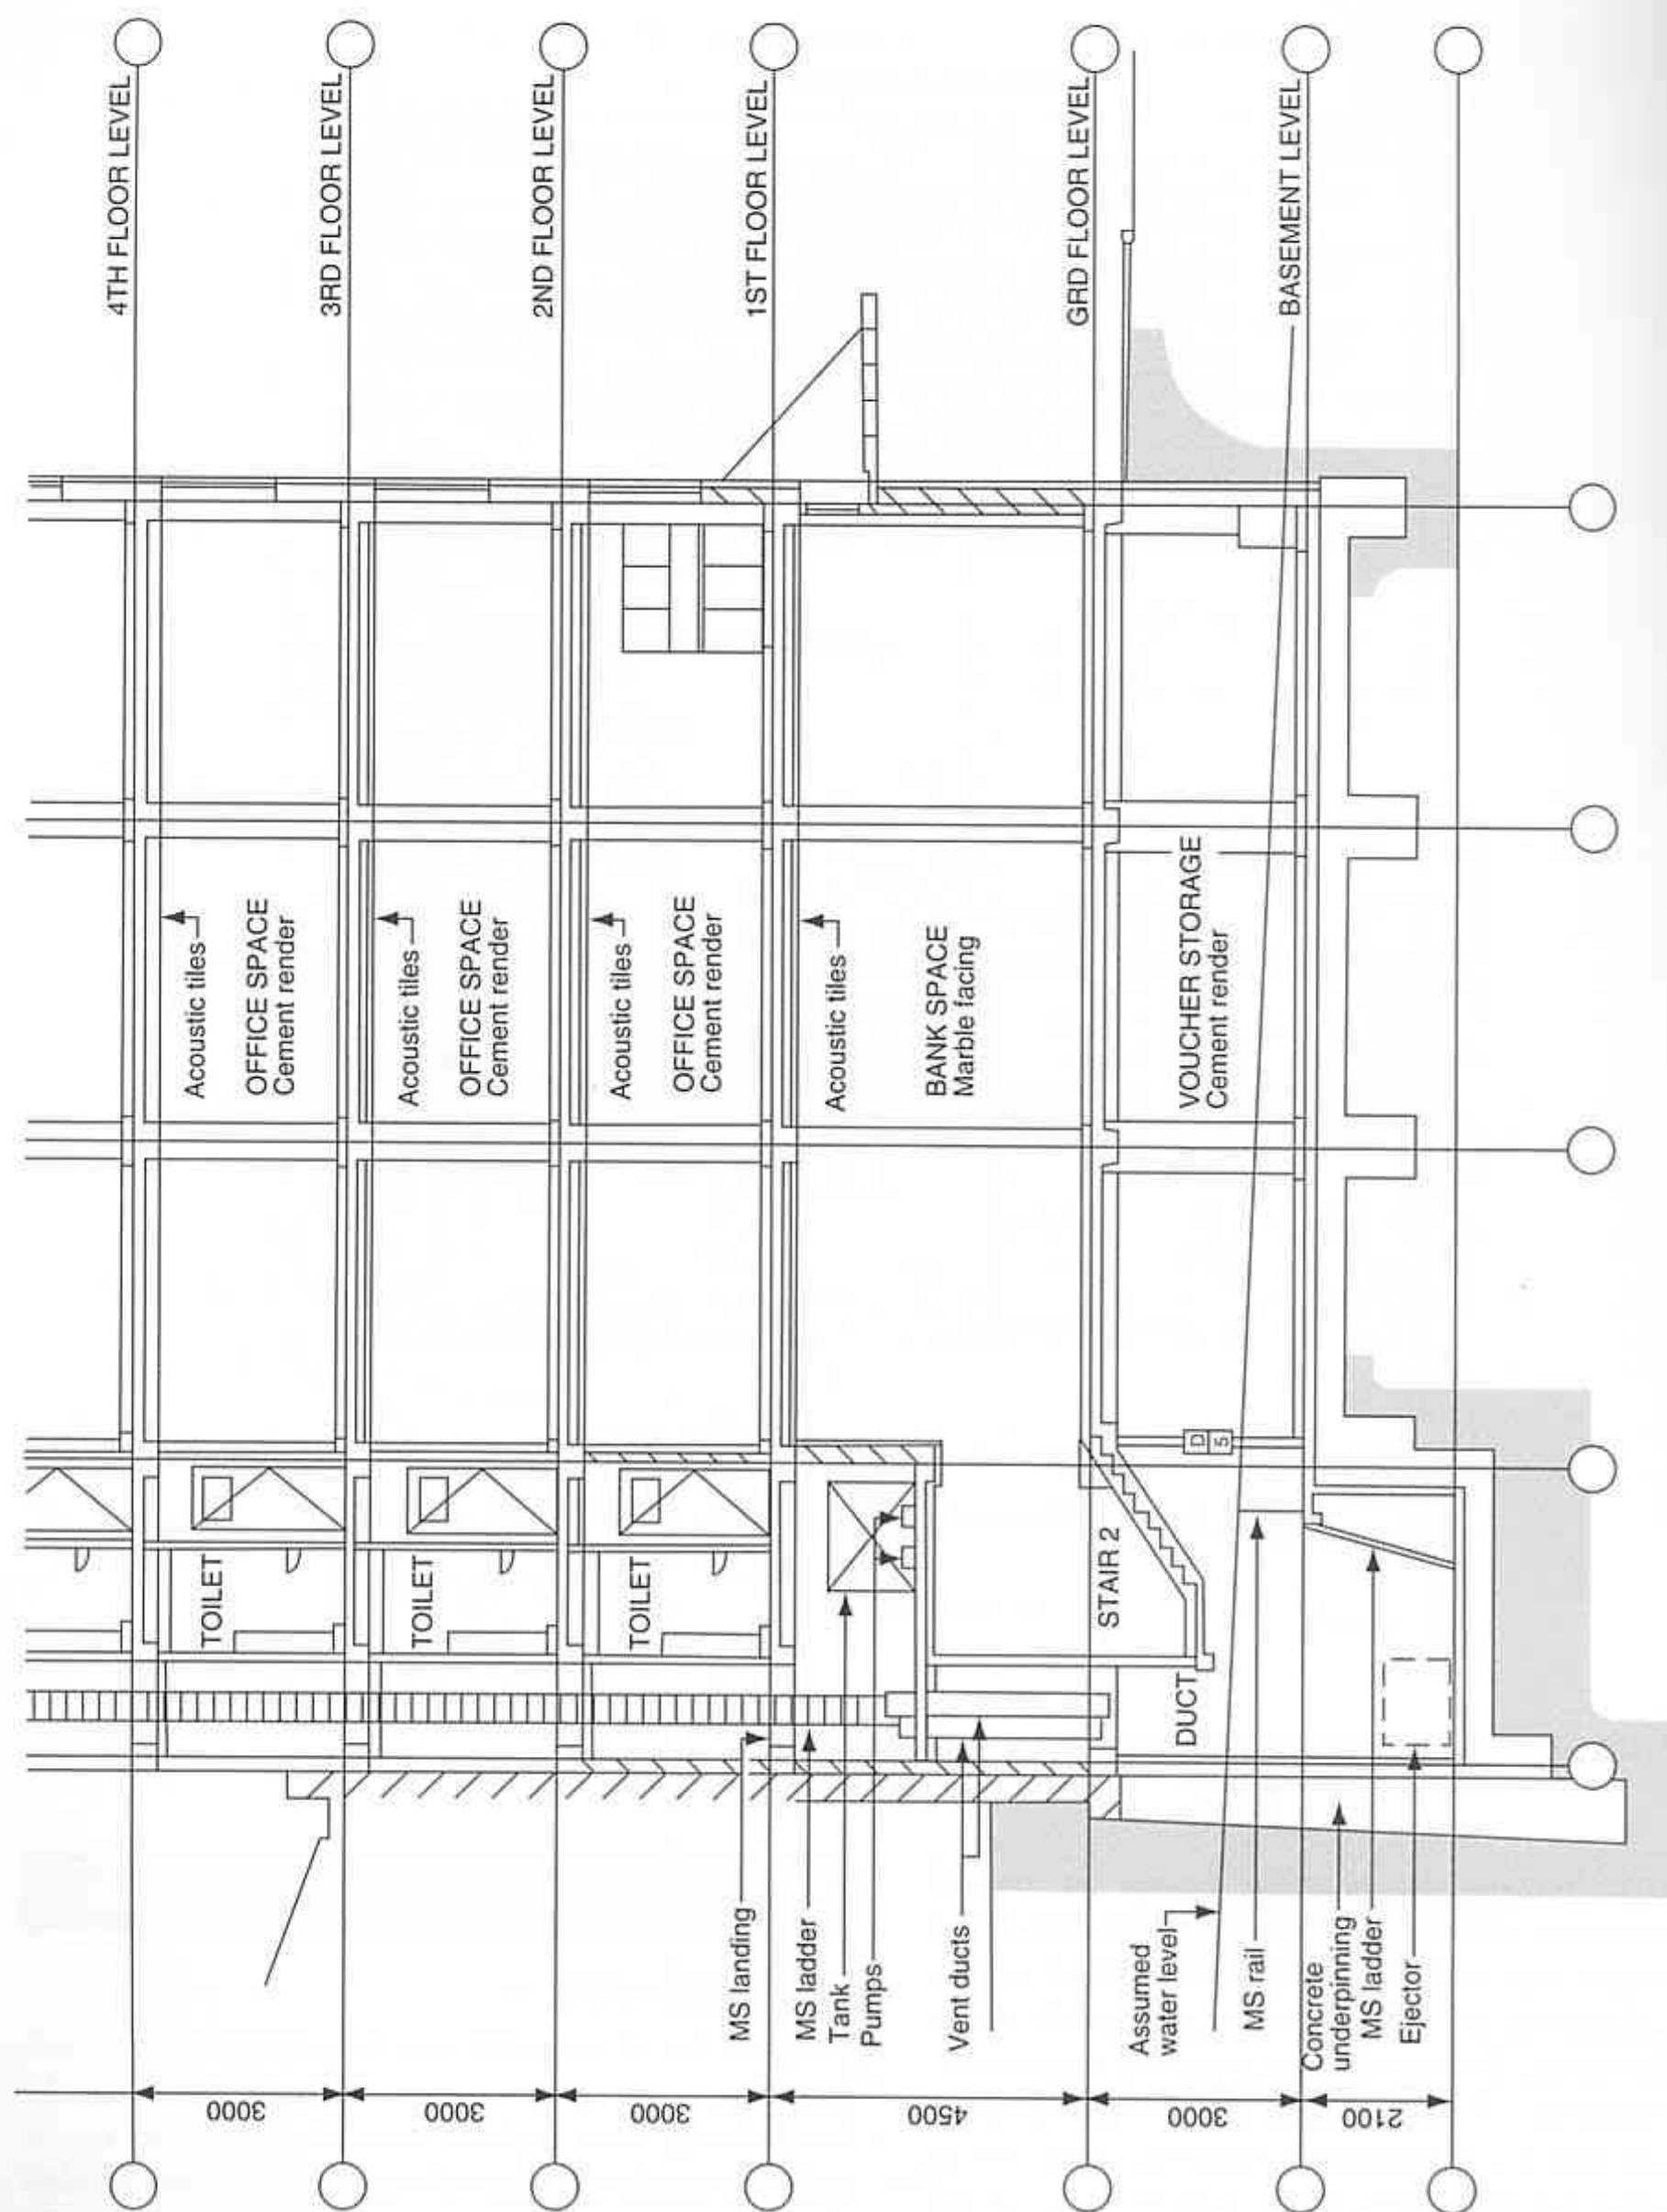 4TH FLOOR LEVEL
3RD FLOOR LEVEL
2ND FLOOR LEVEL
1ST FLOOR LEVEL
GRD FLOOR LEVEL
BASEMENT LEVEL
Acoustic tiles
OFFICE SPACE
Cement render
Acoustic tiles
OFFICE SPACE
Cement render
Acoustic tiles
OFFICE SPACE
Cement render
Acoustic tiles
BANK SPACE
Marble facing
VOUCHER STORAGE
Cement render
TOILET
TOILET
TOILET
STAIR 2
DUCT
D
5
MS landing
MS ladder
Tank
Pumps
Vent ducts
Assumed
water level
MS rail
Concrete
underpinning
MS ladder
Ejector
3000
3000
3000
4500
3000
2100